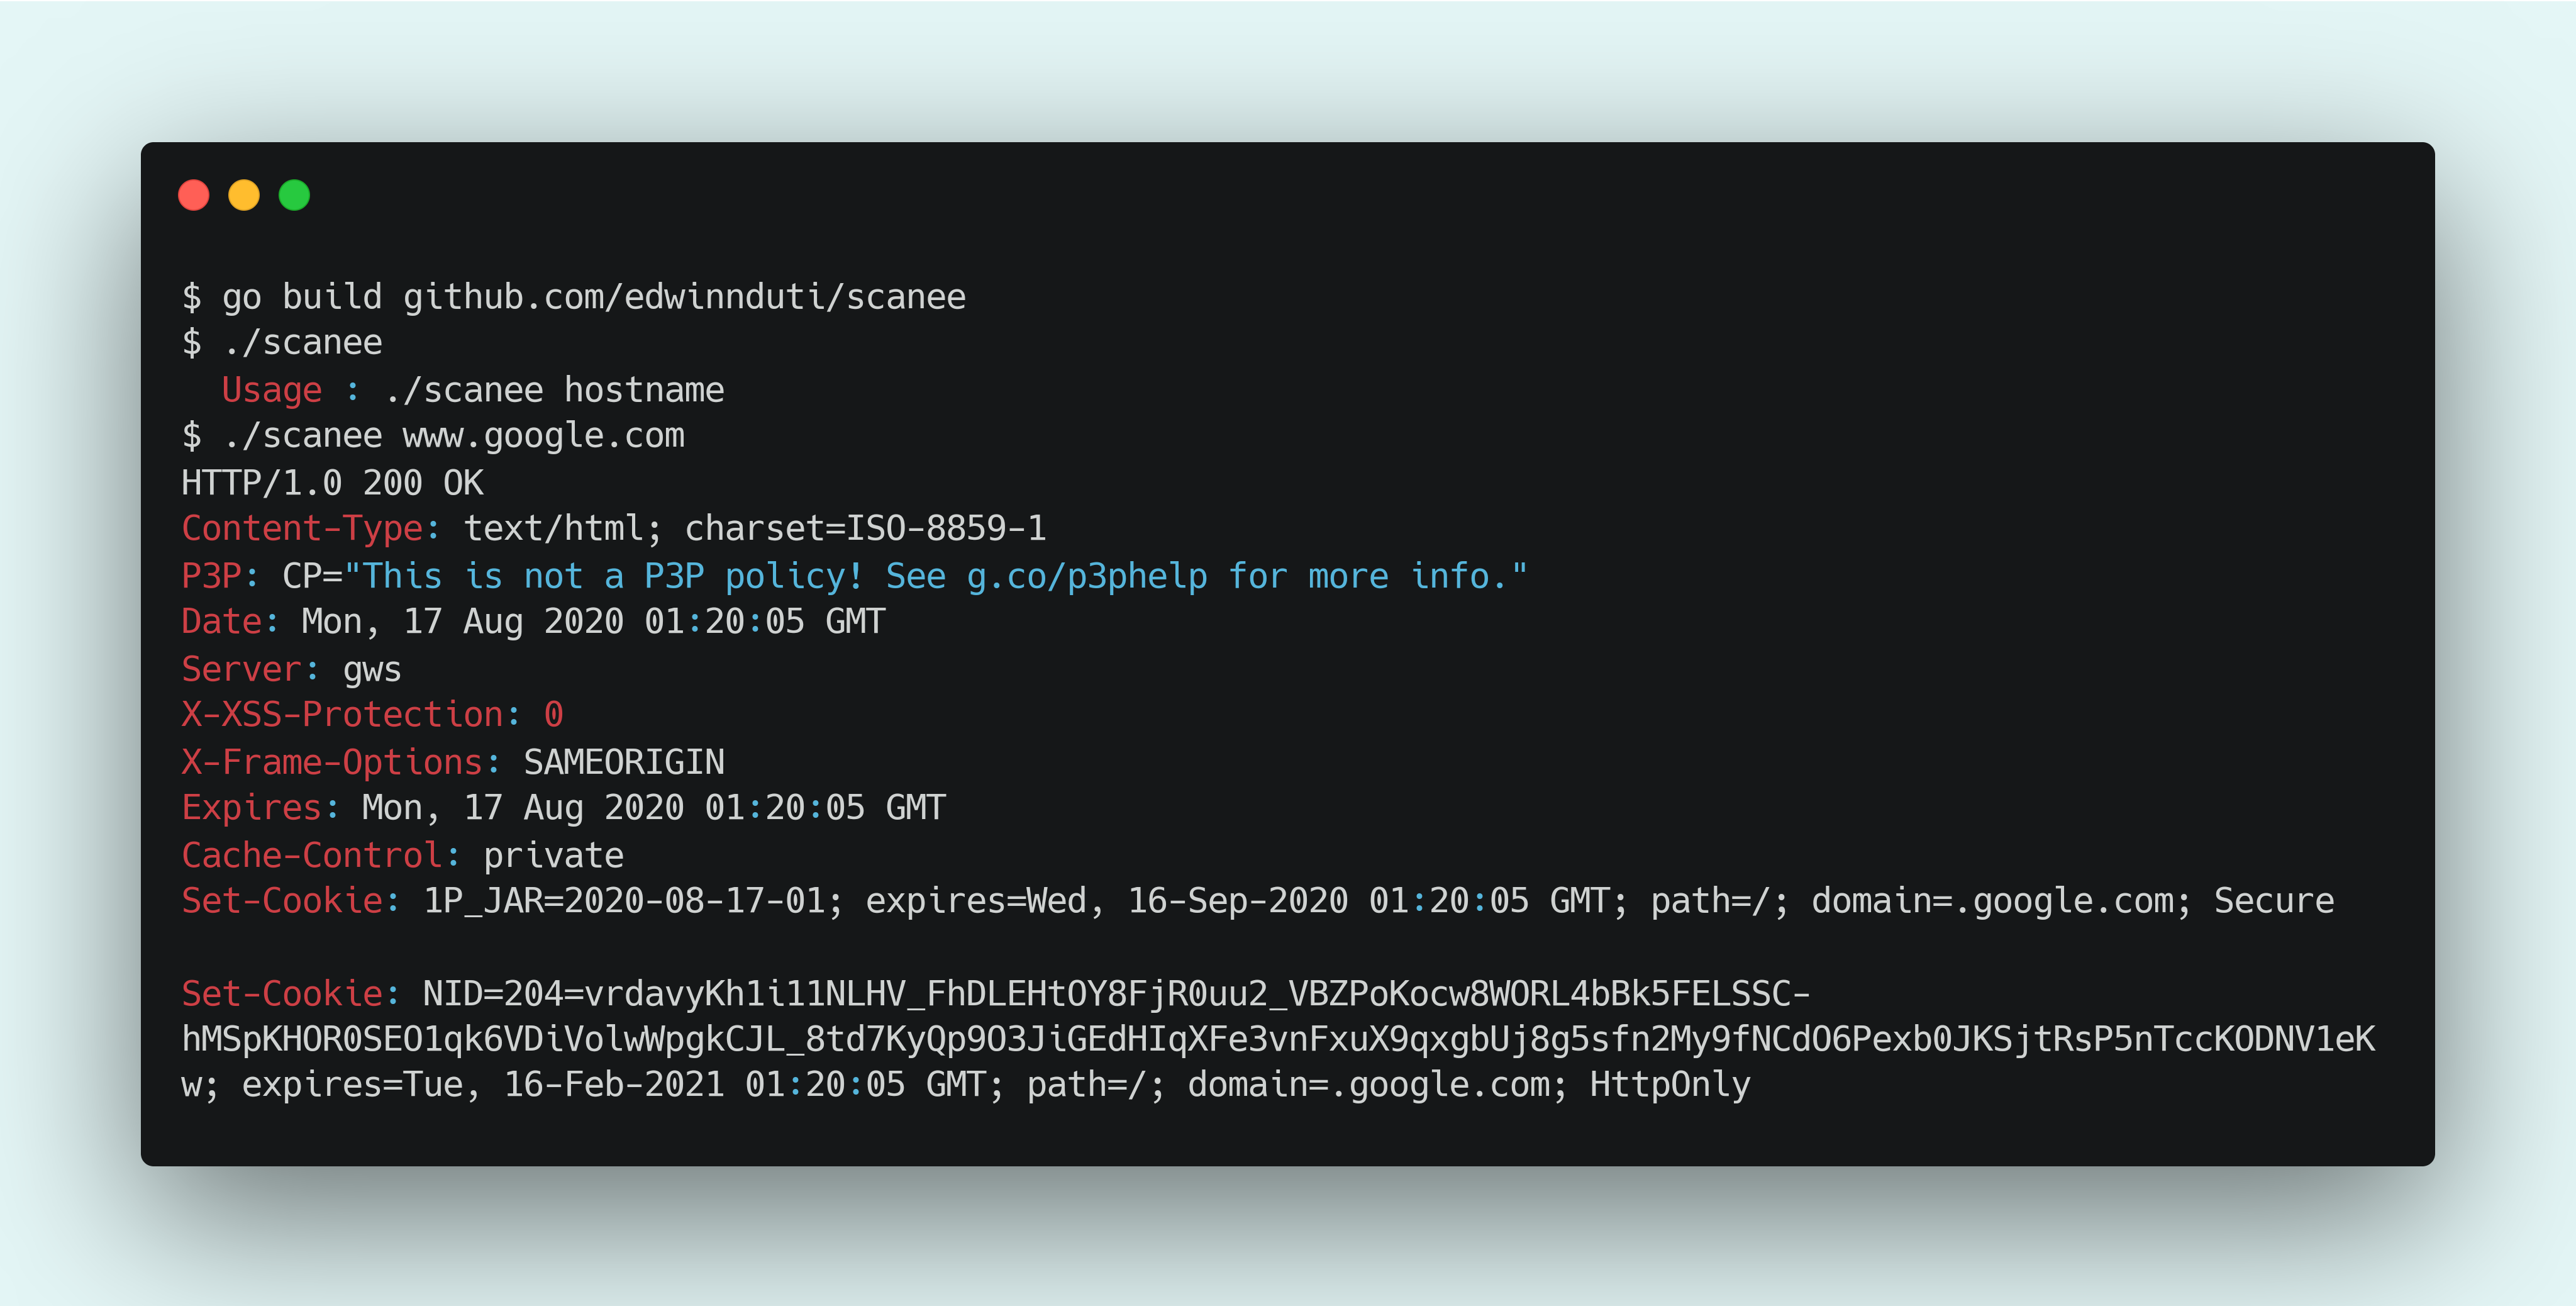 $ go build github.com/edwinnduti/scanee
$ ./scanee
  Usage : ./scanee hostname
$ ./scanee www.google.com
HTTP/1.0 200 OK
Content-Type: text/html; charset=ISO-8859-1
P3P: CP="This is not a P3P policy! See g.co/p3phelp for more info."
Date: Mon, 17 Aug 2020 01:20:05 GMT
Server: gws
X-XSS-Protection: 0
X-Frame-Options: SAMEORIGIN
Expires: Mon, 17 Aug 2020 01:20:05 GMT
Cache-Control: private
Set-Cookie: 1P_JAR=2020-08-17-01; expires=Wed, 16-Sep-2020 01:20:05 GMT; path=/; domain=.google.com; Secure

Set-Cookie: NID=204=vrdavyKh1i11NLHV_FhDLEHtOY8FjR0uu2_VBZPoKocw8WORL4bBk5FELSSC-
hMSpKHOR0SEO1qk6VDiVolwWpgkCJL_8td7KyQp9O3JiGEdHIqXFe3vnFxuX9qxgbUj8g5sfn2My9fNCdO6Pexb0JKSjtRsP5nTccKODNV1eK
w; expires=Tue, 16-Feb-2021 01:20:05 GMT; path=/; domain=.google.com; HttpOnly